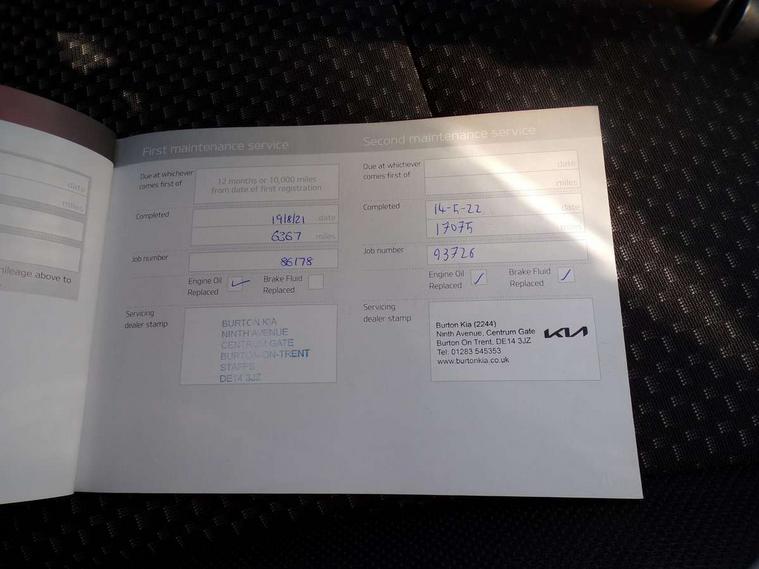 date
miles
mileage above to
First maintenance service
Due at whichever
comes first of
12 months or 10,000 miles
from date of first registration
Completed
19/8/21 date
6367 miles
Job number
86178
Engine Oil
Replaced
Brake Fluid
Replaced
Servicing
dealer stamp
BURTON KIA
NINTH AVENUE
CENTRUM GATE
BURTON-ON-TRENT
STAFFS
DE14 3JZ
Second maintenance service
Due at whichever
comes first of
date
miles
Completed
14-5-22 date
17075 miles
Job number
93726
Engine Oil
Replaced
Brake Fluid
Replaced
Servicing
dealer stamp
Burton Kia (2244)
Ninth Avenue, Centrum Gate
Burton On Trent, DE14 3JZ
Tel: 01283 545353
www.burtonkia.co.uk
KIA